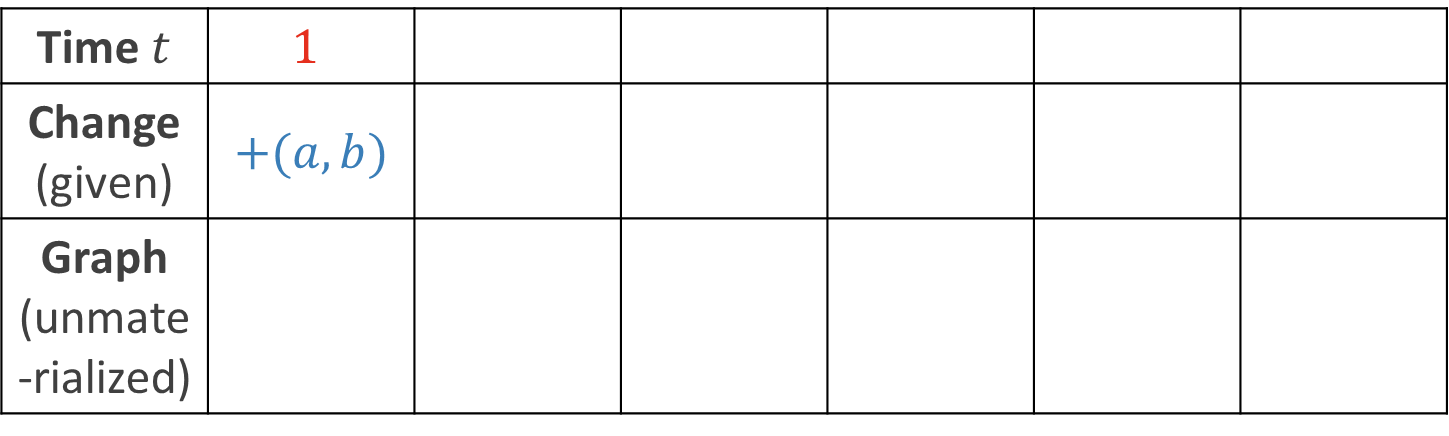 Time t 1
Change
(given)
+(a, b)
Graph
(unmate
-rialized)